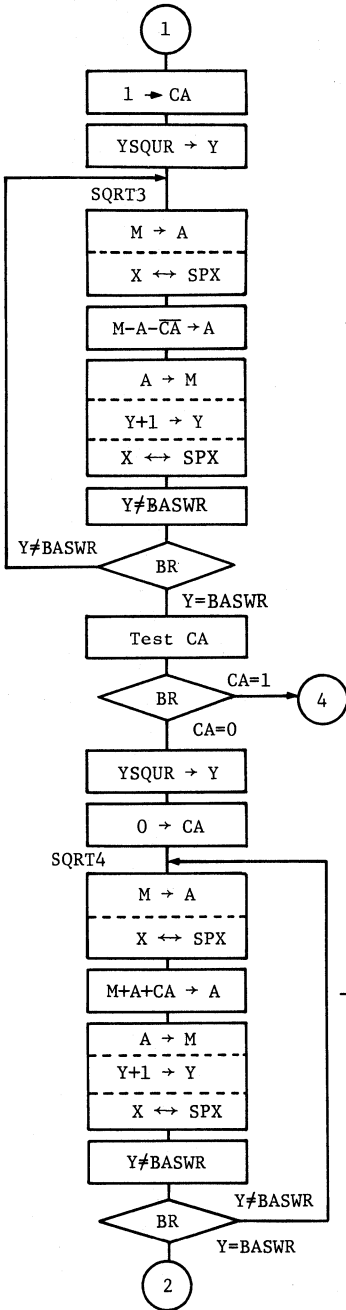 1
1 → CA
YSQUR → Y
SQRT3
M → A
X ↔ SPX
M-A-C̅A̅ → A
A → M
Y+1 → Y
X ↔ SPX
Y≠BASWR
Y≠BASWR
BR
Y=BASWR
Test CA
CA=1
BR
4
CA=0
YSQUR → Y
0 → CA
SQRT4
M → A
X ↔ SPX
M+A+CA → A
A → M
Y+1 → Y
X ↔ SPX
Y≠BASWR
Y≠BASWR
BR
Y=BASWR
2